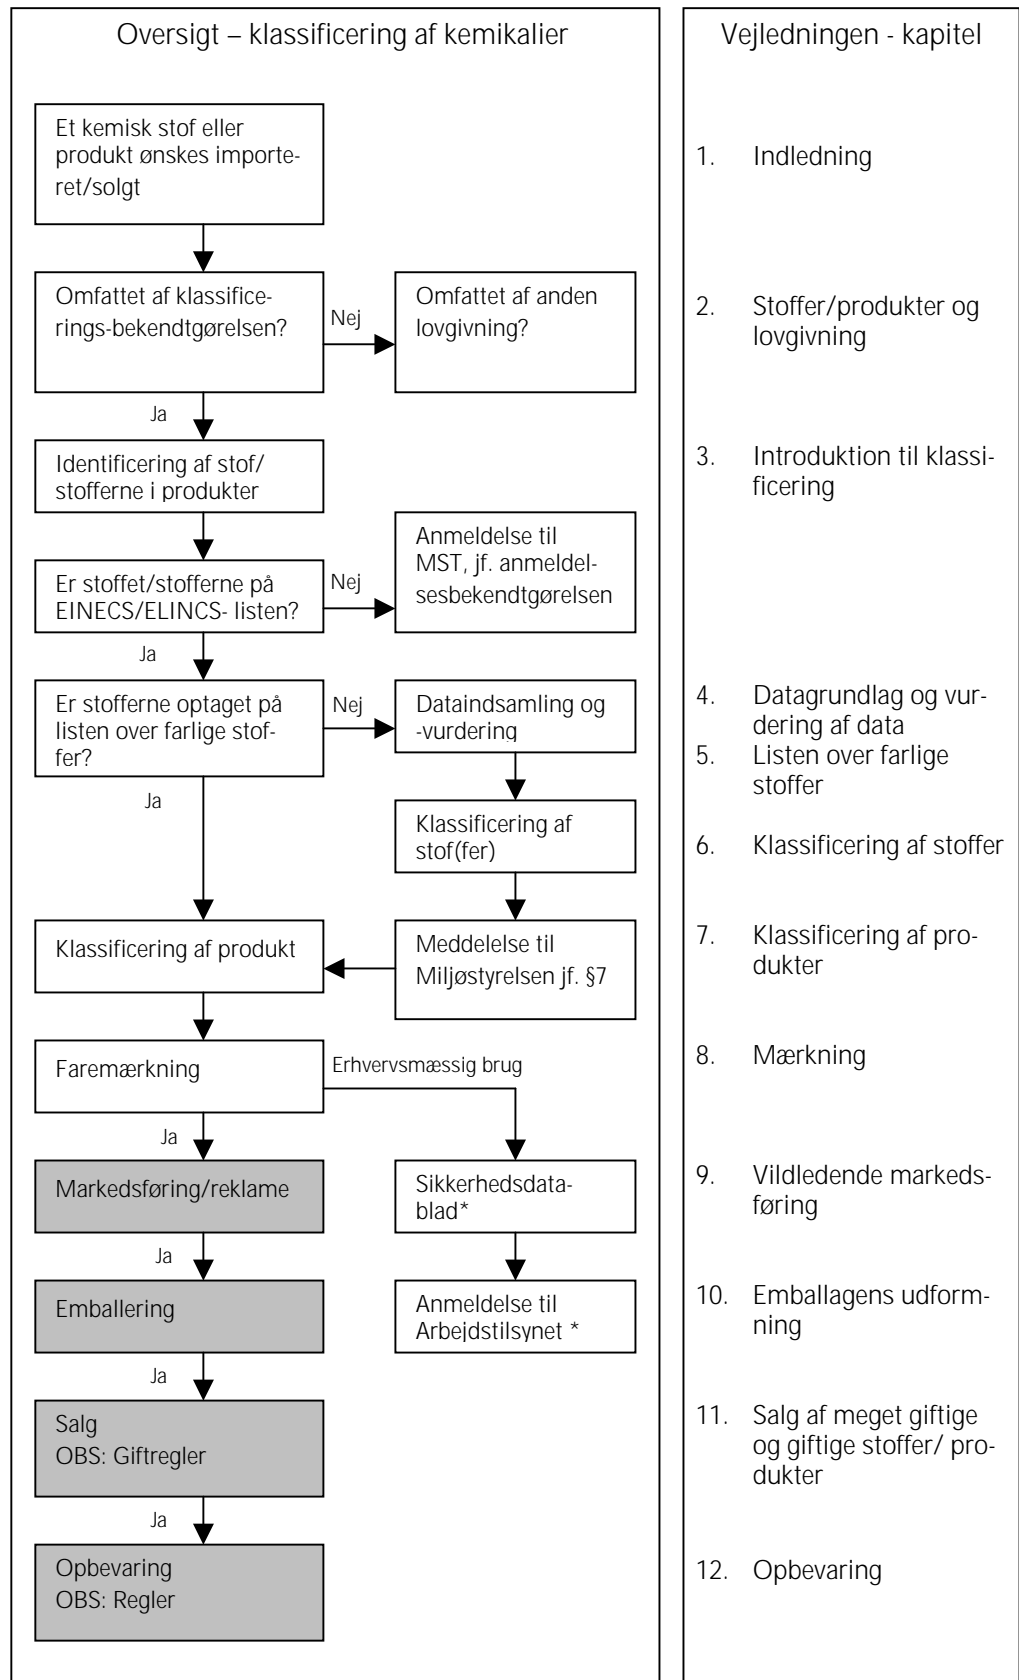 Oversigt – klassificering af kemikalier
Et kemisk stof eller
produkt ønskes importe-
ret/solgt
Omfattet af klassifice-
rings-bekendtgørelsen?
Nej
Omfattet af anden
lovgivning?
Ja
Identificering af stof/
stofferne i produkter
Er stoffet/stofferne på
EINECS/ELINCS- listen?
Nej
Anmeldelse til
MST, jf. anmeldel-
sesbekendtgørelsen
Ja
Er stofferne optaget på
listen over farlige stof-
fer?
Nej
Dataindsamling og
-vurdering
Ja
Klassificering af
stof(fer)
Klassificering af produkt
Meddelelse til
Miljøstyrelsen jf. §7
Faremærkning
Erhvervsmæssig brug
Ja
Markedsføring/reklame
Sikkerhedsdata-
blad*
Ja
Emballering
Anmeldelse til
Arbejdstilsynet *
Ja
Salg
OBS: Giftregler
Ja
Opbevaring
OBS: Regler
Vejledningen - kapitel
1. Indledning
2. Stoffer/produkter og
lovgivning
3. Introduktion til klassi-
ficering
4. Datagrundlag og vur-
dering af data
5. Listen over farlige
stoffer
6. Klassificering af stoffer
7. Klassificering af pro-
dukter
8. Mærkning
9. Vildledende markeds-
føring
10. Emballagens udform-
ning
11. Salg af meget giftige
og giftige stoffer/ pro-
dukter
12. Opbevaring